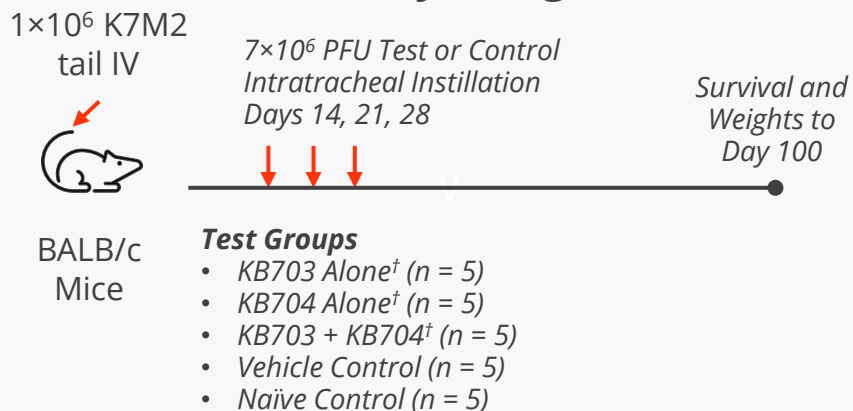 1×10⁶ K7M2
tail IV
7×10⁶ PFU Test or Control
Intratracheal Instillation
Days 14, 21, 28
Survival and
Weights to
Day 100
V
BALB/c
Mice
Test Groups
• KB703 Alone† (n = 5)
• KB704 Alone† (n = 5)
• KB703 + KB704† (n = 5)
• Vehicle Control (n = 5)
• Naïve Control (n = 5)